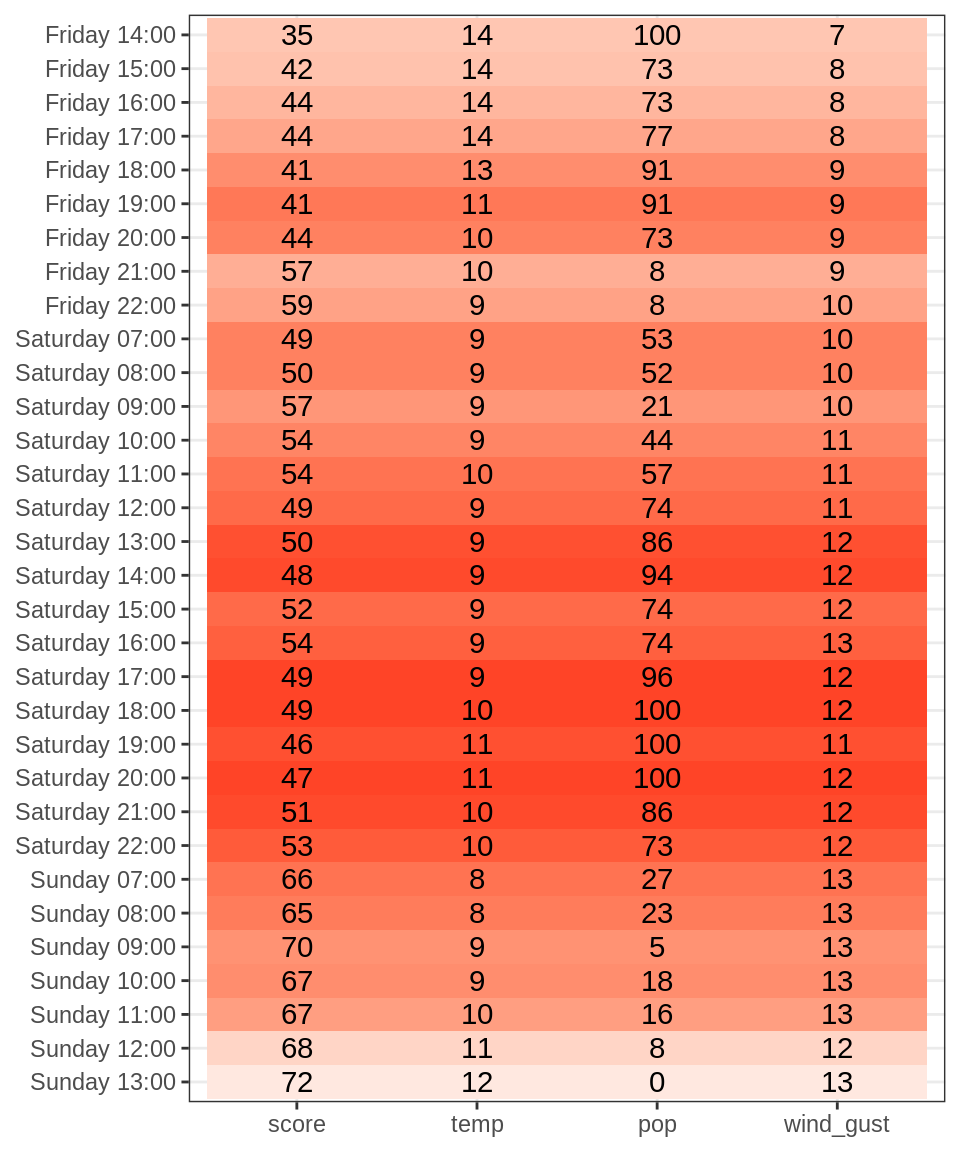 Friday 14:00 35 14 100 7
Friday 15:00 42 14 73 8
Friday 16:00 44 14 73 8
Friday 17:00 44 14 77 8
Friday 18:00 41 13 91 9
Friday 19:00 41 11 91 9
Friday 20:00 44 10 73 9
Friday 21:00 57 10 8 9
Friday 22:00 59 9 8 10
Saturday 07:00 49 9 53 10
Saturday 08:00 50 9 52 10
Saturday 09:00 57 9 21 10
Saturday 10:00 54 9 44 11
Saturday 11:00 54 10 57 11
Saturday 12:00 49 9 74 11
Saturday 13:00 50 9 86 12
Saturday 14:00 48 9 94 12
Saturday 15:00 52 9 74 12
Saturday 16:00 54 9 74 13
Saturday 17:00 49 9 96 12
Saturday 18:00 49 10 100 12
Saturday 19:00 46 11 100 11
Saturday 20:00 47 11 100 12
Saturday 21:00 51 10 86 12
Saturday 22:00 53 10 73 12
Sunday 07:00 66 8 27 13
Sunday 08:00 65 8 23 13
Sunday 09:00 70 9 5 13
Sunday 10:00 67 9 18 13
Sunday 11:00 67 10 16 13
Sunday 12:00 68 11 8 12
Sunday 13:00 72 12 0 13
score temp pop wind_gust